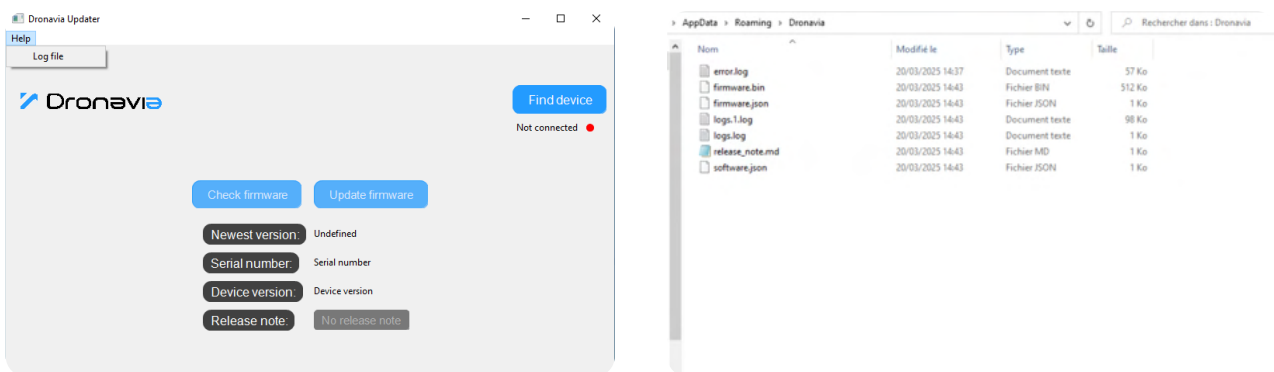 Dronavia Updater
Help
Log file
Dronavia
Find device
Not connected
Check firmware
Update firmware
Newest version: Undefined
Serial number: Serial number
Device version: Device version
Release note: No release note
AppData > Roaming > Dronavia
Rechercher dans : Dronavia
Nom Modifié le Type Taille
error.log 20/03/2025 14:37 Document texte 57 Ko
firmware.bin 20/03/2025 14:43 Fichier BIN 512 Ko
firmware.json 20/03/2025 14:43 Fichier JSON 1 Ko
logs.1.log 20/03/2025 14:43 Document texte 98 Ko
logs.log 20/03/2025 14:43 Document texte 1 Ko
release_note.md 20/03/2025 14:43 Fichier MD 1 Ko
software.json 20/03/2025 14:43 Fichier JSON 1 Ko